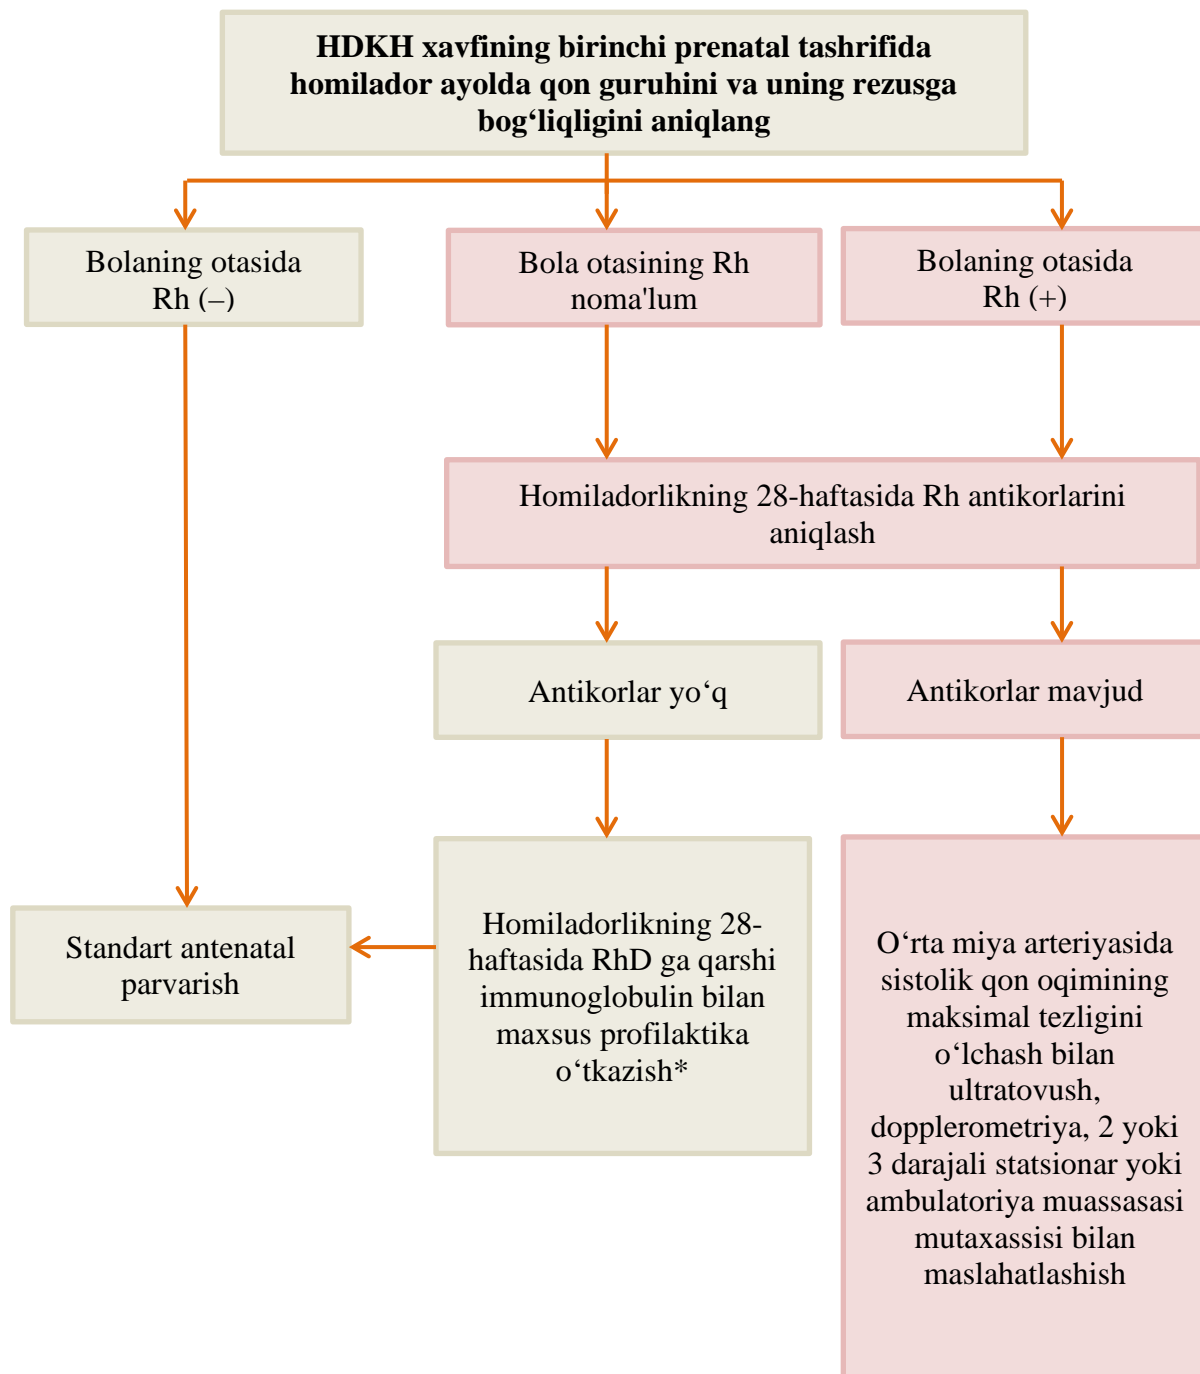 HDKH xavfining birinchi prenatal tashrifida
homilador ayolda qon guruhini va uning rezusga
bog‘liqligini aniqlang
Bolaning otasida
Rh (–)
Bola otasining Rh
noma'lum
Bolaning otasida
Rh (+)
Homiladorlikning 28-haftasida Rh antikorlarini
aniqlash
Antikorlar yo‘q
Antikorlar mavjud
Standart antenatal
parvarish
Homiladorlikning 28-
haftasida RhD ga qarshi
immunoglobulin bilan
maxsus profilaktika
o‘tkazish*
O‘rta miya arteriyasida
sistolik qon oqimining
maksimal tezligini
o‘lchash bilan
ultratovush,
dopplerometriya, 2 yoki
3 darajali statsionar yoki
ambulatoriya muassasasi
mutaxassisi bilan
maslahatlashish